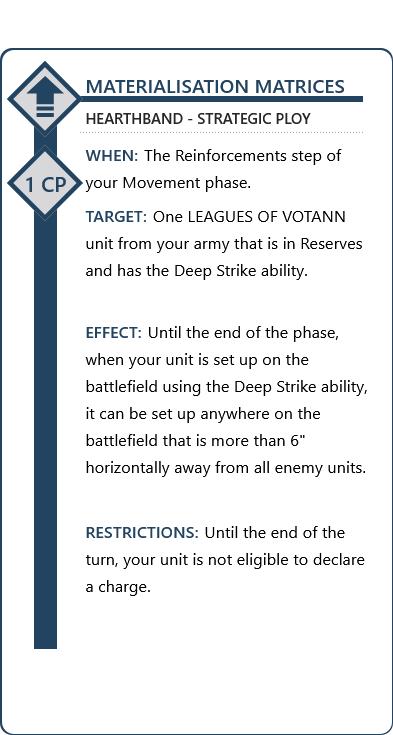 MATERIALISATION MATRICES
HEARTHBAND - STRATEGIC PLOY
1 CP
WHEN: The Reinforcements step of
your Movement phase.
TARGET: One LEAGUES OF VOTANN
unit from your army that is in Reserves
and has the Deep Strike ability.
EFFECT: Until the end of the phase,
when your unit is set up on the
battlefield using the Deep Strike ability,
it can be set up anywhere on the
battlefield that is more than 6"
horizontally away from all enemy units.
RESTRICTIONS: Until the end of the
turn, your unit is not eligible to declare
a charge.